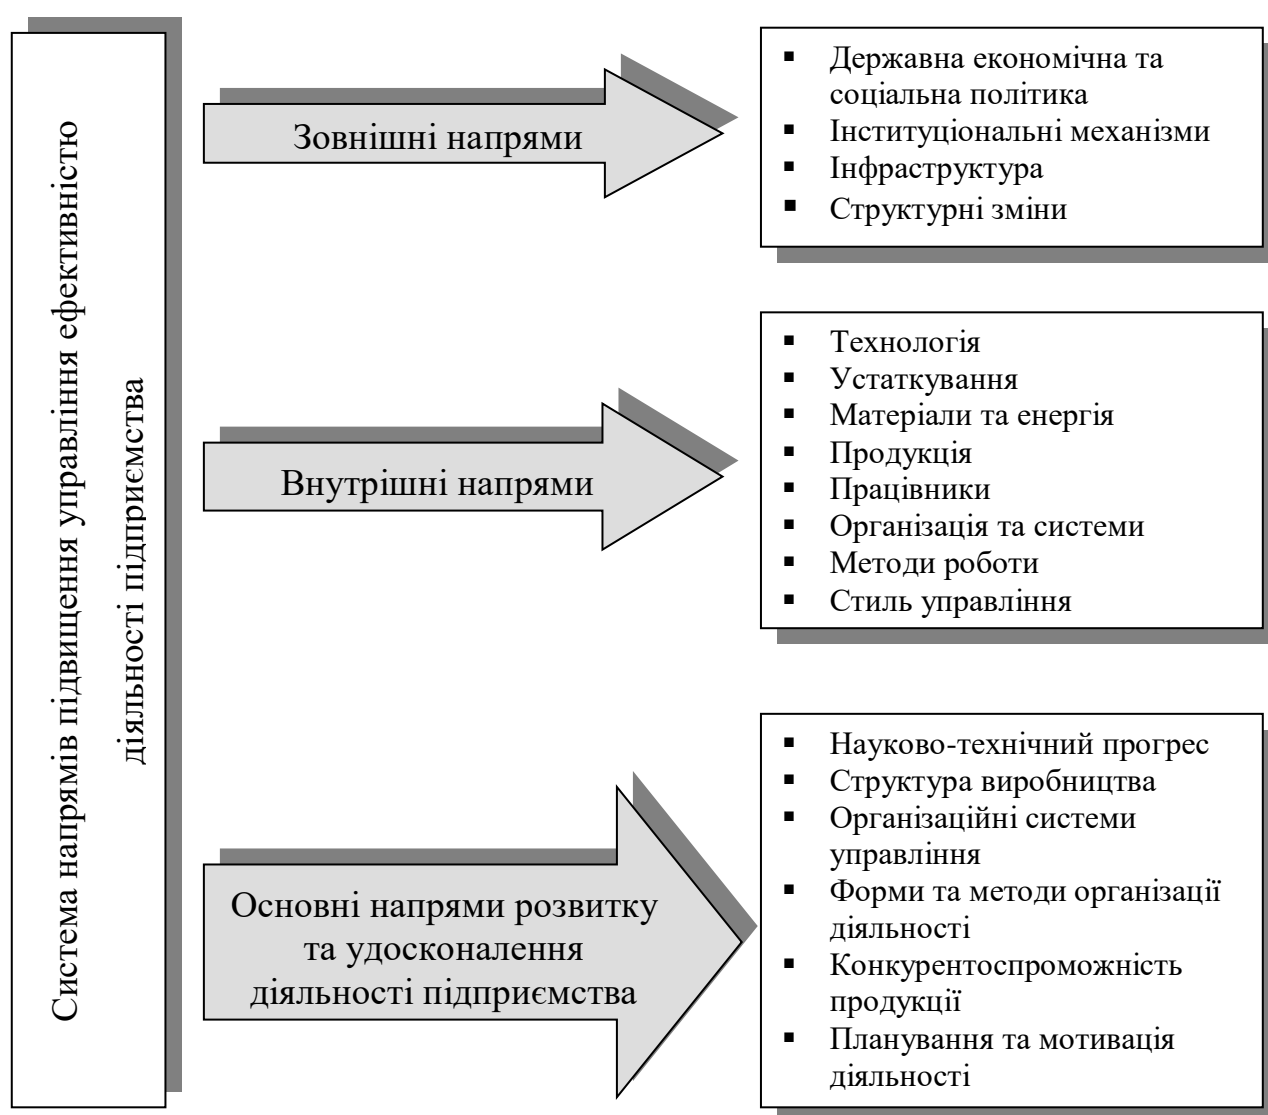 Система напрямів підвищення управління ефективністю
діяльності підприємства
Зовнішні напрями
▪ Державна економічна та
соціальна політика
▪ Інституціональні механізми
▪ Інфраструктура
▪ Структурні зміни
Внутрішні напрями
▪ Технологія
▪ Устаткування
▪ Матеріали та енергія
▪ Продукція
▪ Працівники
▪ Організація та системи
▪ Методи роботи
▪ Стиль управління
Основні напрями розвитку
та удосконалення
діяльності підприємства
▪ Науково-технічний прогрес
▪ Структура виробництва
▪ Організаційні системи
управління
▪ Форми та методи організації
діяльності
▪ Конкурентоспроможність
продукції
▪ Планування та мотивація
діяльності